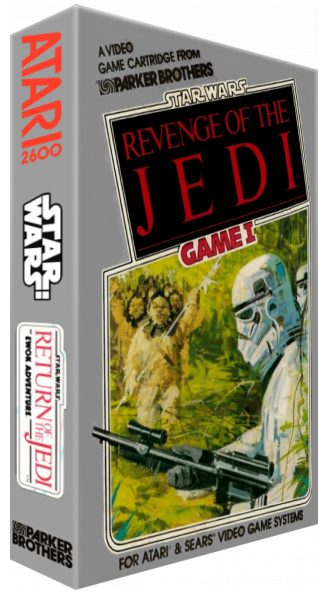 ATARI
2600
STAR
WARS
STAR WARS
RETURN OF
THE JEDI
EWOK ADVENTURE
PARKER
BROTHERS
A VIDEO
GAME CARTRIDGE FROM
PARKER BROTHERS
STAR WARS
REVENGE OF THE
JEDI
GAME I
FOR ATARI & SEARS VIDEO GAME SYSTEMS